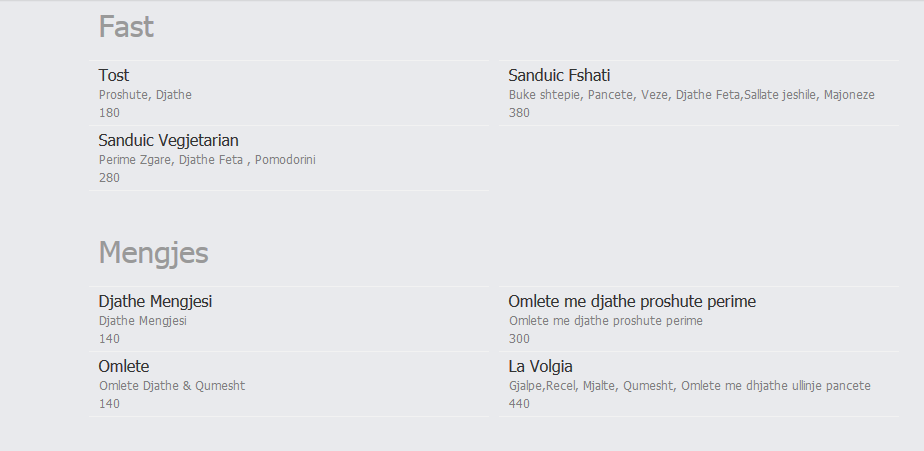 Fast
Tost
Proshute, Djathe
180
Sanduic Fshati
Buke shtepie, Pancete, Veze, Djathe Feta,Sallate jeshile, Majoneze
380
Sanduic Vegjetarian
Perime Zgare, Djathe Feta , Pomodorini
280
Mengjes
Djathe Mengjesi
Djathe Mengjesi
140
Omlete me djathe proshute perime
Omlete me djathe proshute perime
300
Omlete
Omlete Djathe & Qumesht
140
La Volgia
Gjalpe,Recel, Mjalte, Qumesht, Omlete me dhjathe ullinje pancete
440